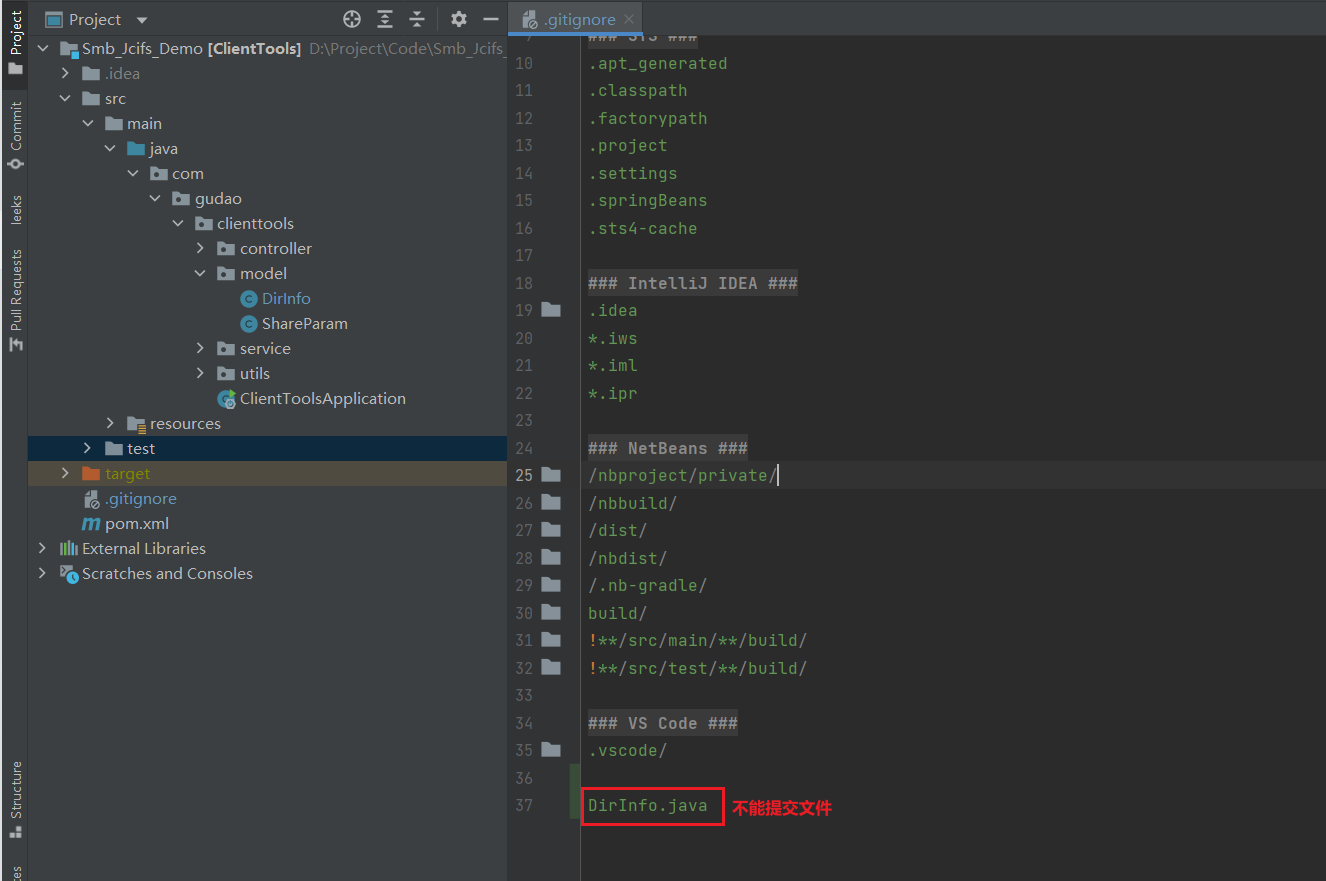 Project
Commit
leeks
Pull Requests
Structure
Project
Smb_Jcifs_Demo [ClientTools] D:\Project\Code\Smb_Jcifs_
.idea
src
main
java
com
gudao
clienttools
controller
model
DirInfo
ShareParam
service
utils
ClientToolsApplication
resources
test
target
.gitignore
pom.xml
External Libraries
Scratches and Consoles
.gitignore
9 ### STS ###
10 .apt_generated
11 .classpath
12 .factorypath
13 .project
14 .settings
15 .springBeans
16 .sts4-cache
17
18 ### IntelliJ IDEA ###
19 .idea
20 *.iws
21 *.iml
22 *.ipr
23
24 ### NetBeans ###
25 /nbproject/private/
26 /nbbuild/
27 /dist/
28 /nbdist/
29 /.nb-gradle/
30 build/
31 !**/src/main/**/build/
32 !**/src/test/**/build/
33
34 ### VS Code ###
35 .vscode/
36
37 DirInfo.java 不能提交文件